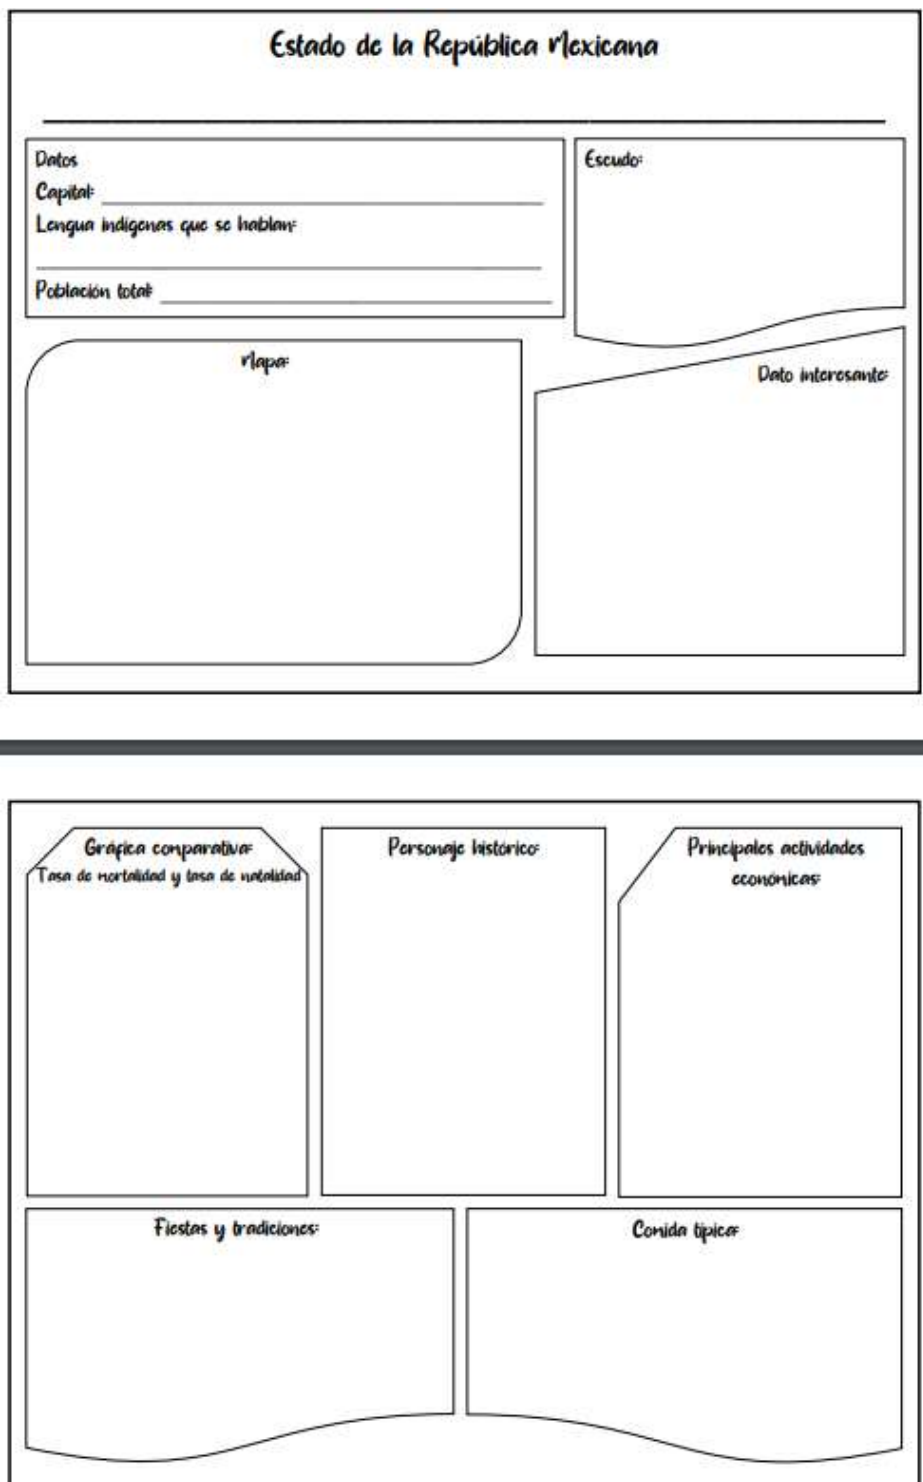 Estado de la República Mexicana
Datos
Capital:
Lengua indígenas que se hablan:
Población total:
Escudo:
Mapa:
Dato interesante:
Gráfica comparativa:
Tasa de mortalidad y tasa de natalidad
Personaje histórico:
Principales actividades
económicas:
Fiestas y tradiciones:
Comida típica: